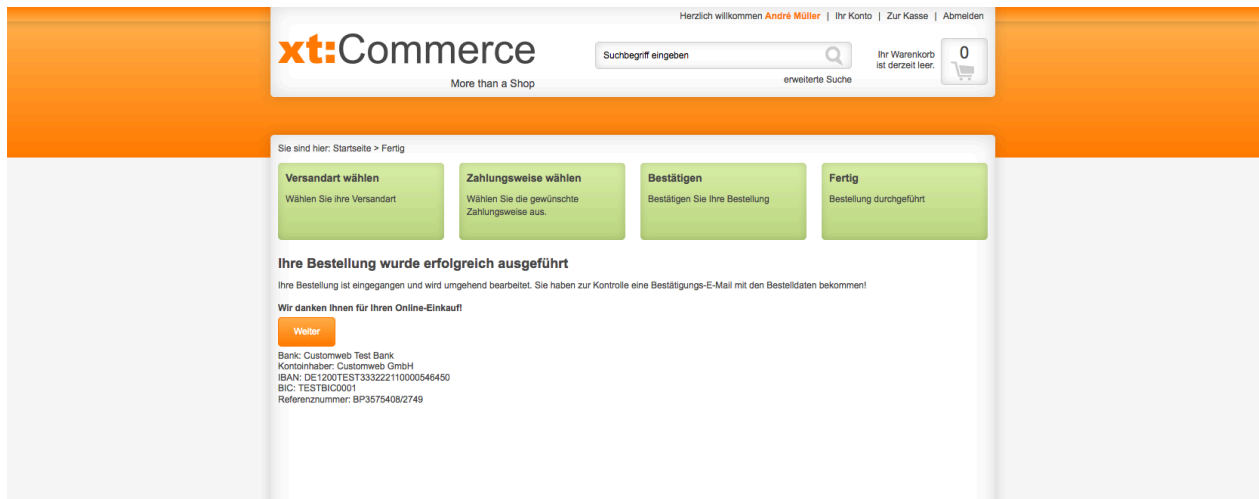 Herzlich willkommen André Müller | Ihr Konto | Zur Kasse | Abmelden
xt:Commerce
More than a Shop
Suchbegriff eingeben
erweiterte Suche
Ihr Warenkorb
ist derzeit leer.
0
Sie sind hier: Startseite > Fertig
Versandart wählen
Wählen Sie ihre Versandart
Zahlungsweise wählen
Wählen Sie die gewünschte
Zahlungsweise aus.
Bestätigen
Bestätigen Sie Ihre Bestellung
Fertig
Bestellung durchgeführt
Ihre Bestellung wurde erfolgreich ausgeführt
Ihre Bestellung ist eingegangen und wird umgehend bearbeitet. Sie haben zur Kontrolle eine Bestätigungs-E-Mail mit den Bestelldaten bekommen!
Wir danken Ihnen für Ihren Online-Einkauf!
Weiter
Bank: Customweb Test Bank
Kontoinhaber: Customweb GmbH
IBAN: DE1200TEST333222110000546450
BIC: TESTBIC0001
Referenznummer: BP3575408/2749